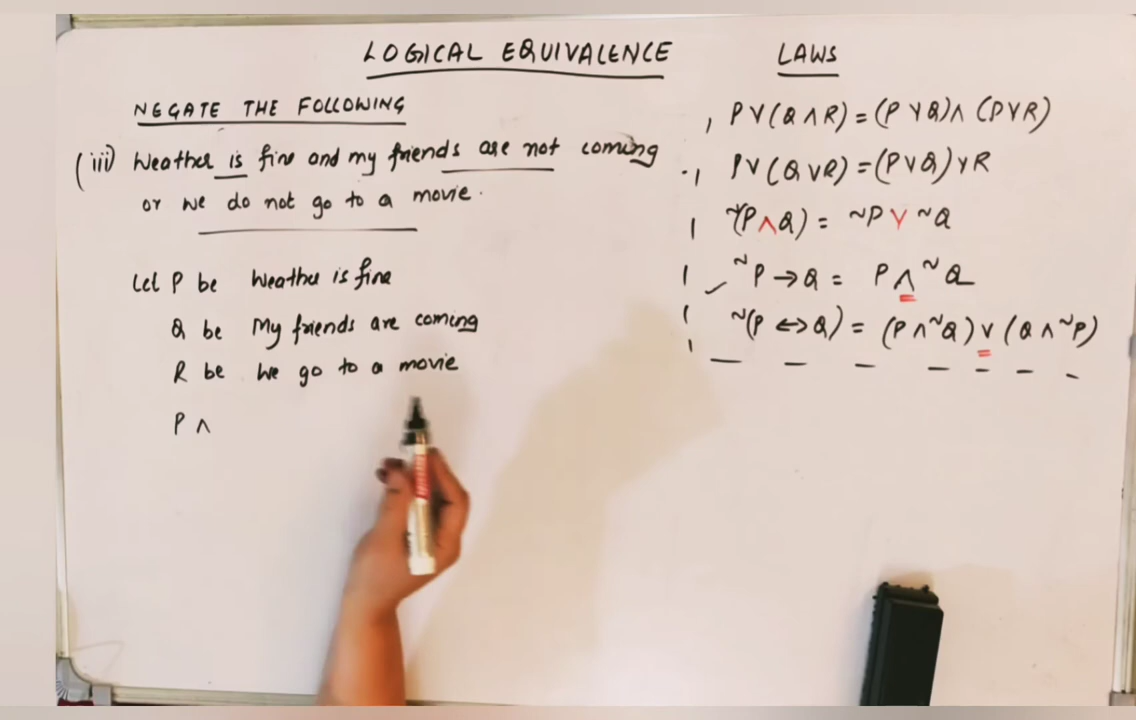 LOGICAL EQUIVALENCE
NEGATE THE FOLLOWING
(iii) Weather is fine and my friends are not coming
or we do not go to a movie.
Let P be Weather is fine
Q be My friends are coming
R be We go to a movie
P ∧
LAWS
, P∨(Q∧R) = (P∨Q)∧(P∨R)
., P∨(Q∨R) = (P∨Q)∨R
| ~(P∧Q) = ~P ∨ ~Q
| ✓ ~P → Q = P ∧ ~Q
| ~(P ↔ Q) = (P∧~Q) ∨ (Q∧~P)